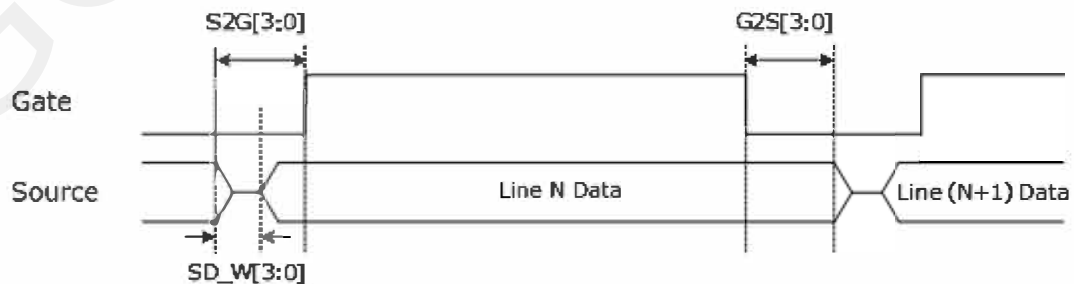 S2G[3:0]
G2S[3:0]
Gate
Source
Line N Data
Line (N+1) Data
SD_W[3:0]